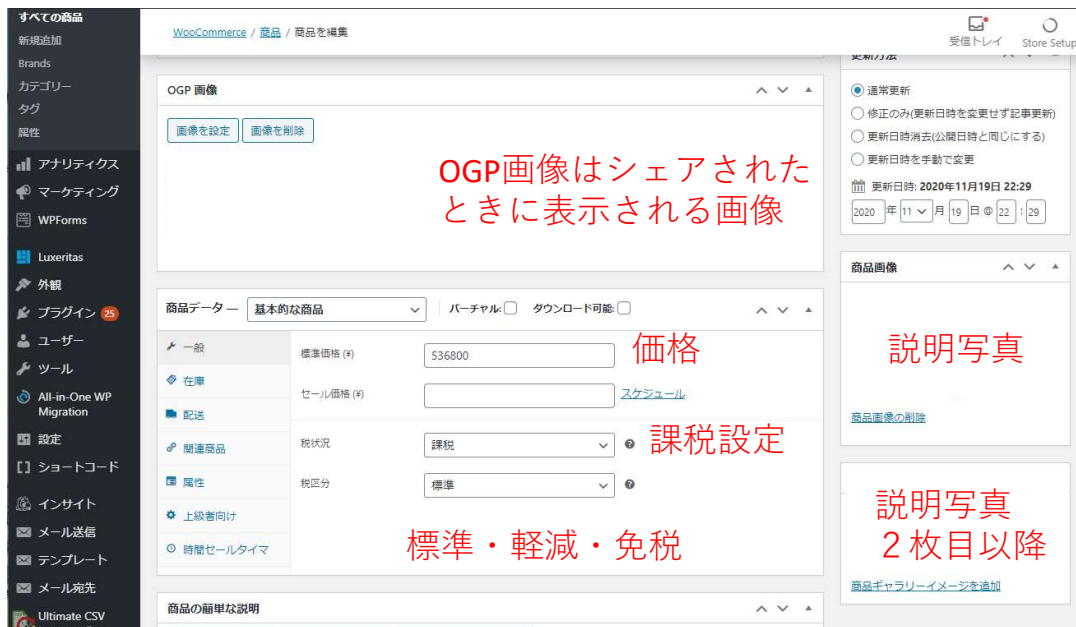 すべての商品
新規追加
Brands
カテゴリー
タグ
属性
アナリティクス
マーケティング
WPForms
Luxeritas
外観
プラグイン 25
ユーザー
ツール
All-in-One WP
Migration
設定
ショートコード
インサイト
メール送信
テンプレート
メール宛先
Ultimate CSV
WooCommerce / 商品 / 商品を編集
受信トレイ
Store Setup
OGP 画像
画像を設定 画像を削除
OGP画像はシェアされた
ときに表示される画像
商品データ — 基本的な商品 バーチャル: ダウンロード可能:
一般
在庫
配送
関連商品
属性
上級者向け
時間セールタイマ
標準価格 (¥) 536800 価格
セール価格 (¥) スケジュール
税状況 課税 課税設定
税区分 標準
標準・軽減・免税
商品の簡単な説明
更新方法
通常更新
修正のみ(更新日時を変更せず記事更新)
更新日時消去(公開日時と同じにする)
更新日時を手動で変更
更新日時: 2020年11月19日 22:29
2020 年 11 月 19 日 @ 22 : 29
商品画像
説明写真
商品画像の削除
説明写真
２枚目以降
商品ギャラリーイメージを追加